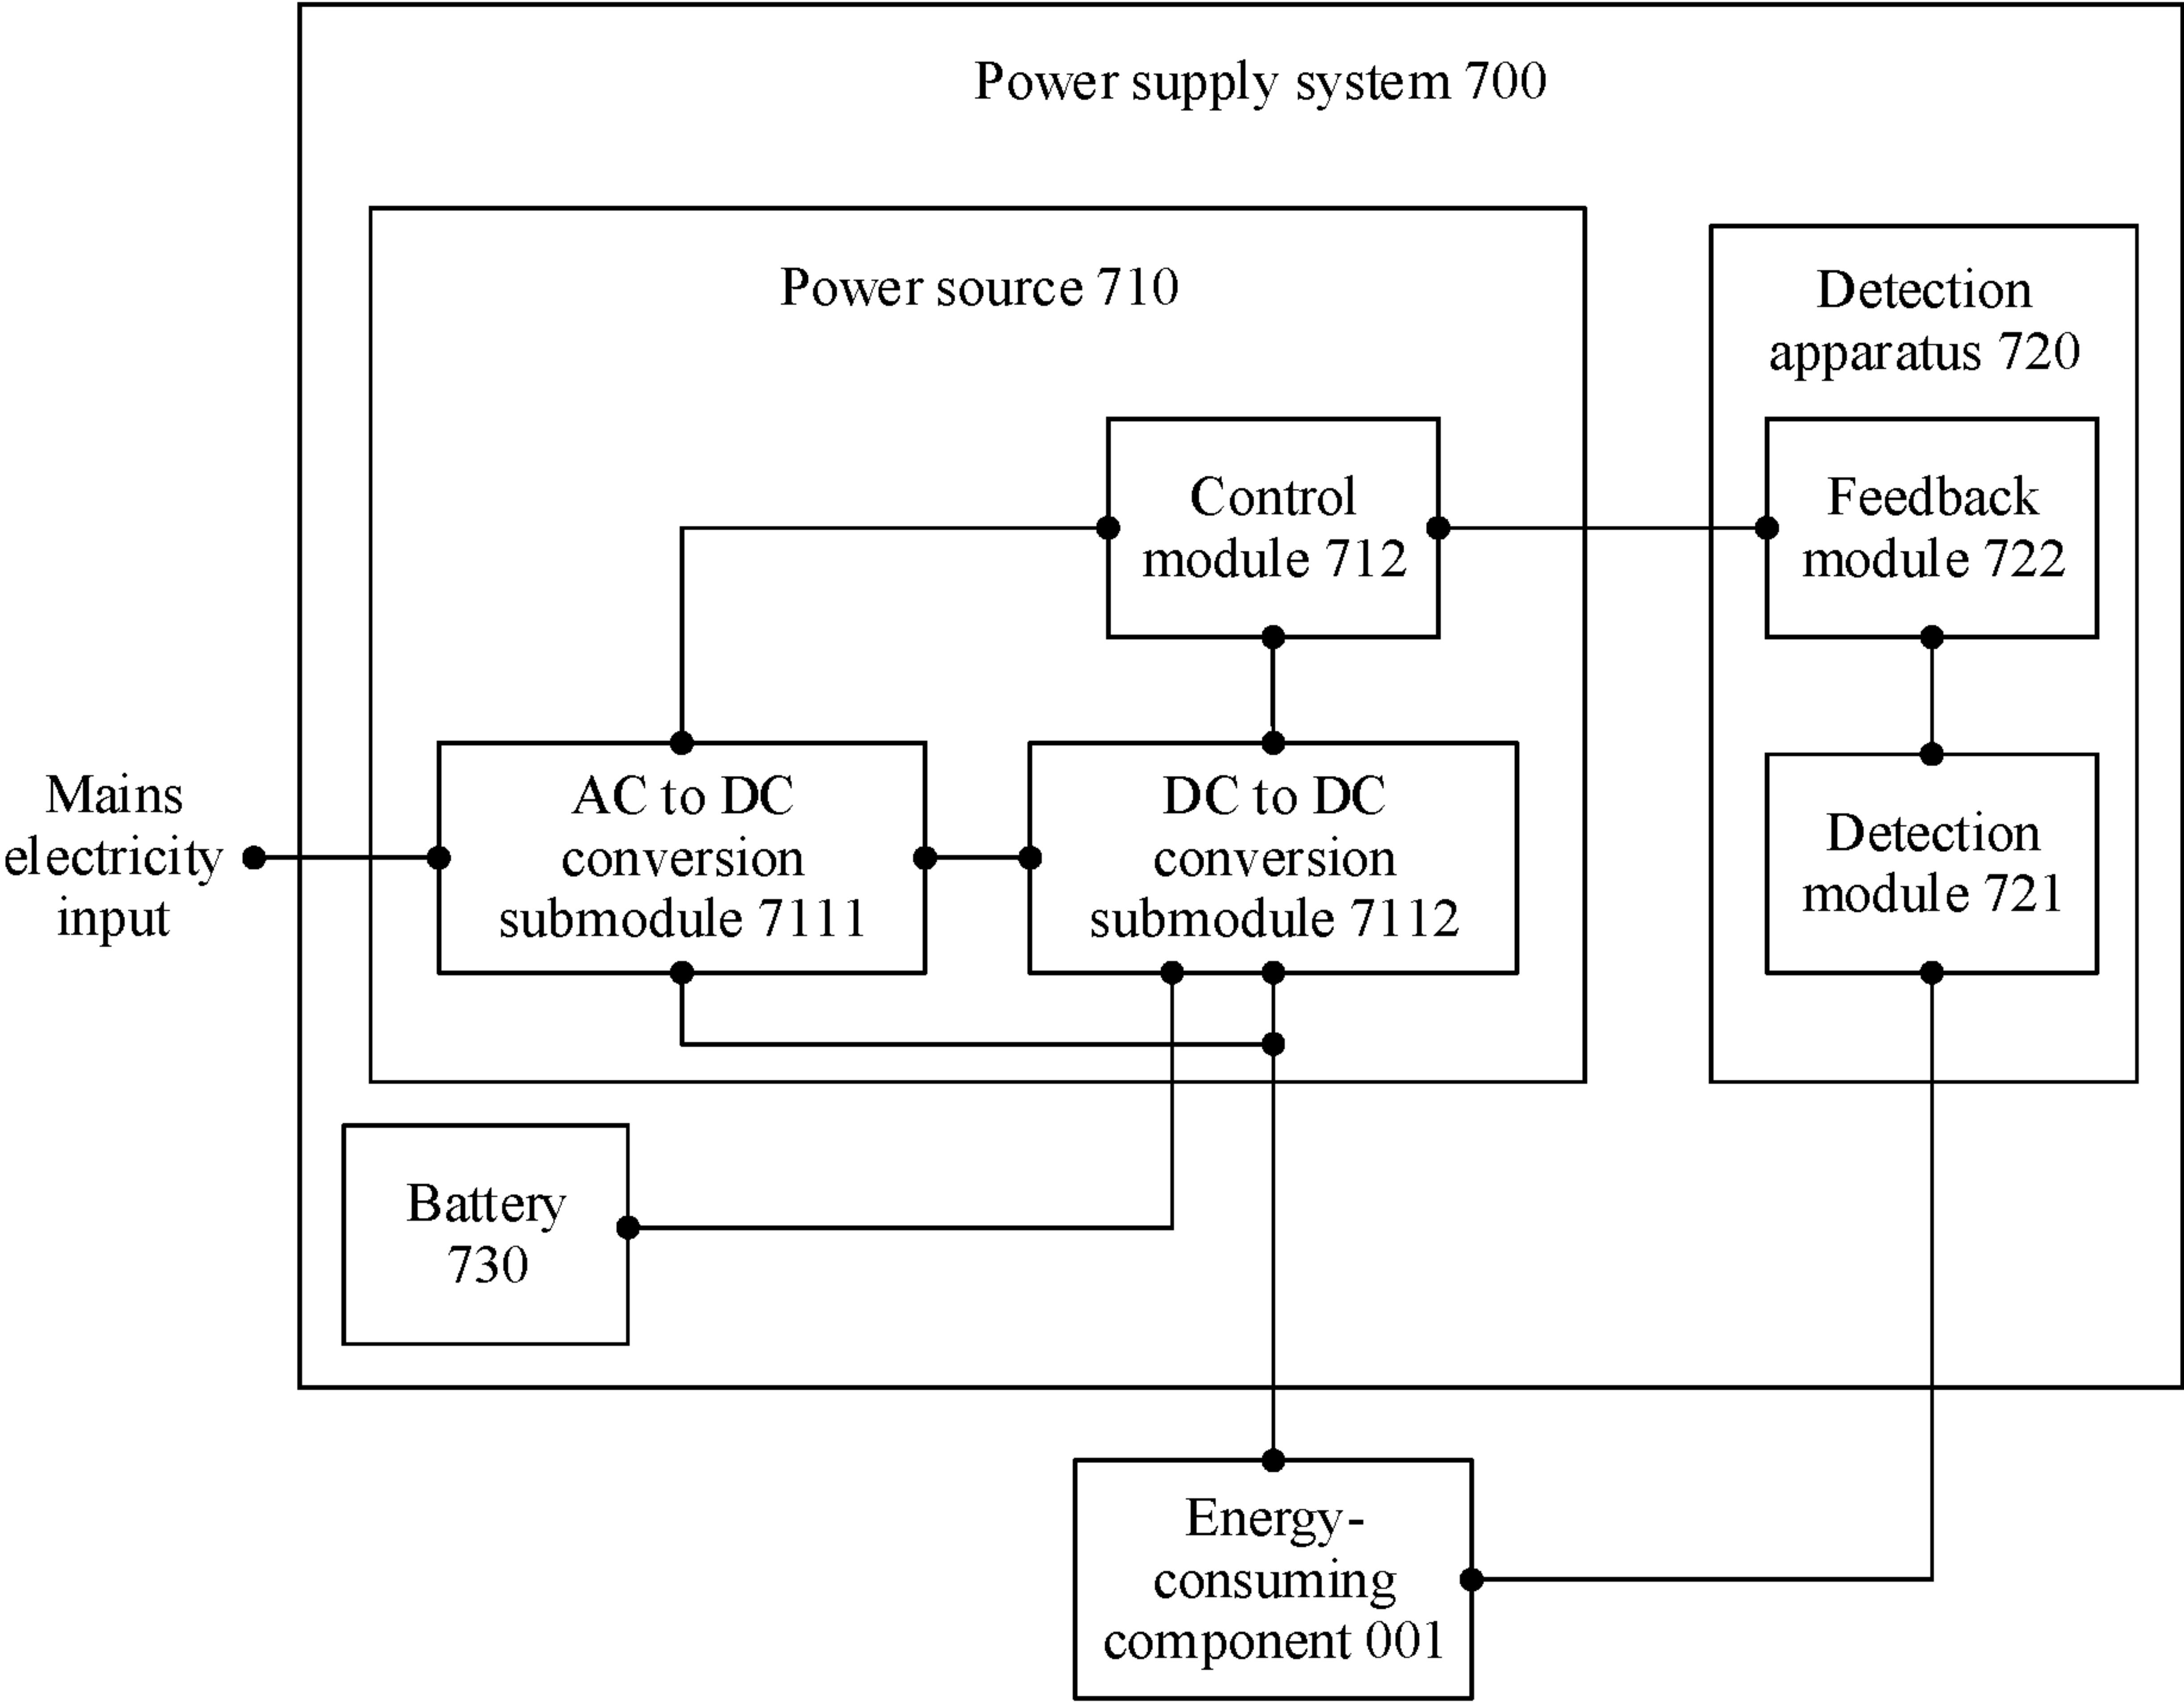 Power supply system 700
Power source 710
Detection
apparatus 720
Control
module 712
Feedback
module 722
Mains
electricity
input
AC to DC
conversion
submodule 7111
DC to DC
conversion
submodule 7112
Detection
module 721
Battery
730
Energy-
consuming
component 001